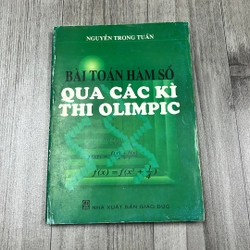 NGUYỄN TRỌNG TUẤN
BÀI TOÁN HÀM SỐ
QUA CÁC KÌ
THI OLIMPIC
NHÀ XUẤT BẢN GIÁO DỤC